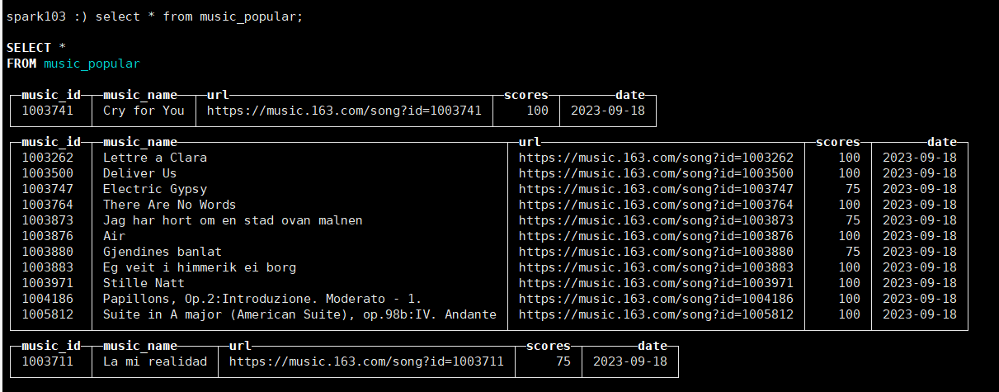 spark103 :) select * from music_popular;
SELECT *
FROM music_popular
music_id music_name url scores date
1003741 Cry for You https://music.163.com/song?id=1003741 100 2023-09-18
music_id music_name url scores date
1003262 Lettre a Clara https://music.163.com/song?id=1003262 100 2023-09-18
1003500 Deliver Us https://music.163.com/song?id=1003500 100 2023-09-18
1003747 Electric Gypsy https://music.163.com/song?id=1003747 75 2023-09-18
1003764 There Are No Words https://music.163.com/song?id=1003764 100 2023-09-18
1003873 Jag har hort om en stad ovan malnen https://music.163.com/song?id=1003873 75 2023-09-18
1003876 Air https://music.163.com/song?id=1003876 100 2023-09-18
1003880 Gjendines banlat https://music.163.com/song?id=1003880 75 2023-09-18
1003883 Eg veit i himmerik ei borg https://music.163.com/song?id=1003883 100 2023-09-18
1003971 Stille Natt https://music.163.com/song?id=1003971 100 2023-09-18
1004186 Papillons, Op.2:Introduzione. Moderato - 1. https://music.163.com/song?id=1004186 100 2023-09-18
1005812 Suite in A major (American Suite), op.98b:IV. Andante https://music.163.com/song?id=1005812 100 2023-09-18
music_id music_name url scores date
1003711 La mi realidad https://music.163.com/song?id=1003711 75 2023-09-18